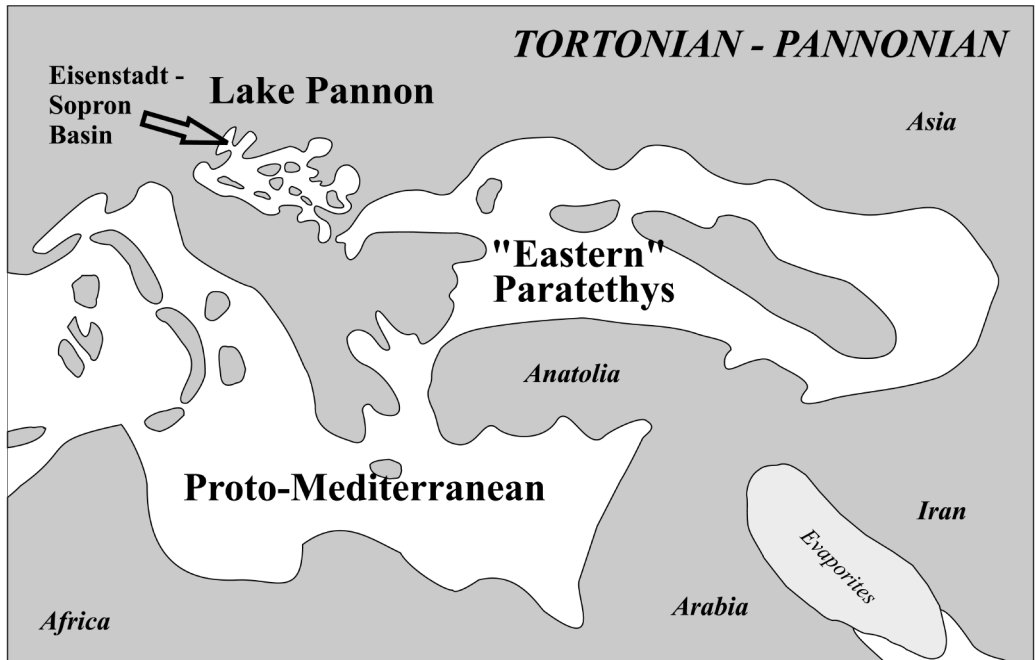 TORTONIAN - PANNONIAN
Eisenstadt -
Sopron
Basin
Lake Pannon
Asia
"Eastern"
Paratethys
Anatolia
Proto-Mediterranean
Iran
Evaporites
Arabia
Africa